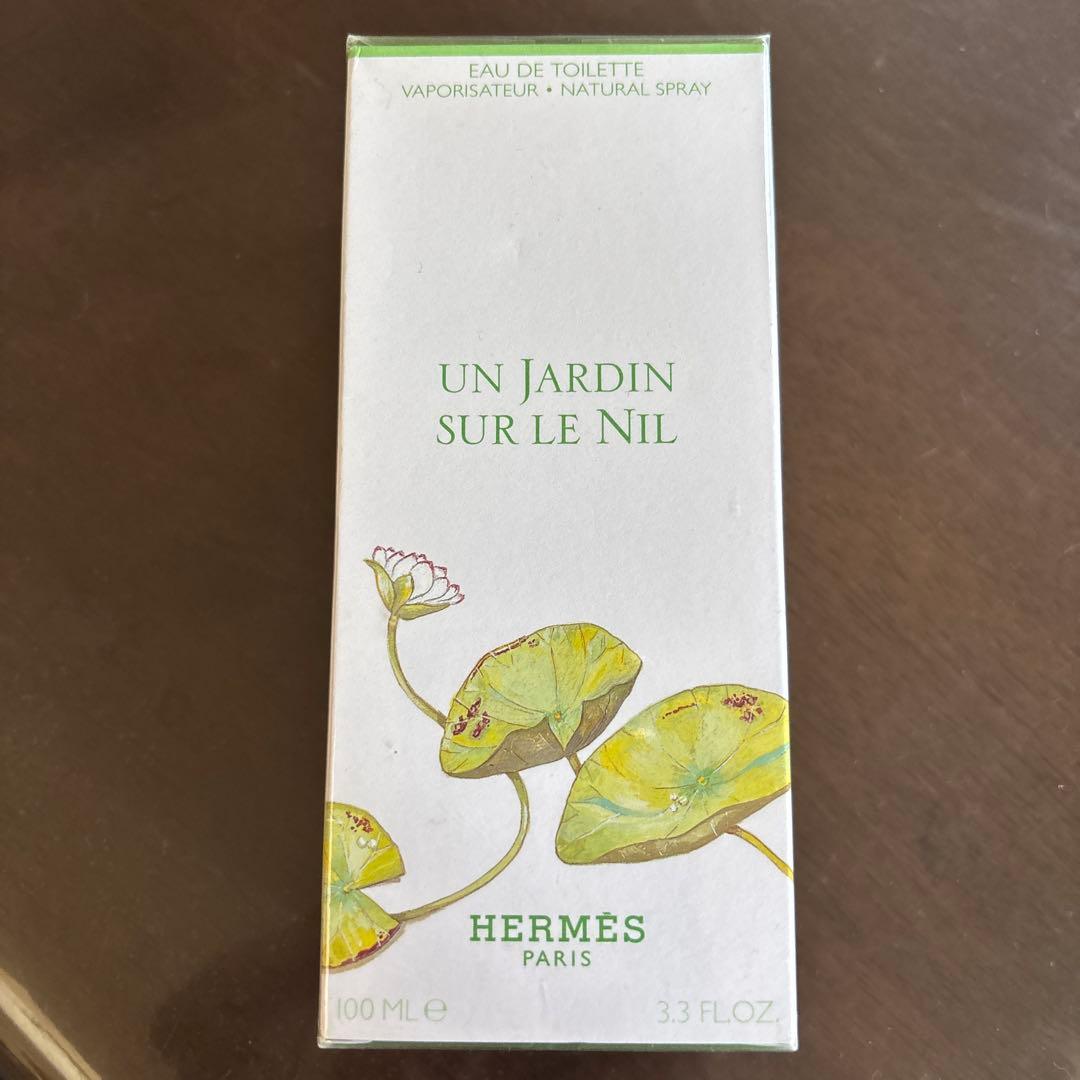 EAU DE TOILETTE
VAPORISATEUR • NATURAL SPRAY
UN JARDIN
SUR LE NIL
HERMÈS
PARIS
100 ML ℮ 3.3 FL.OZ.